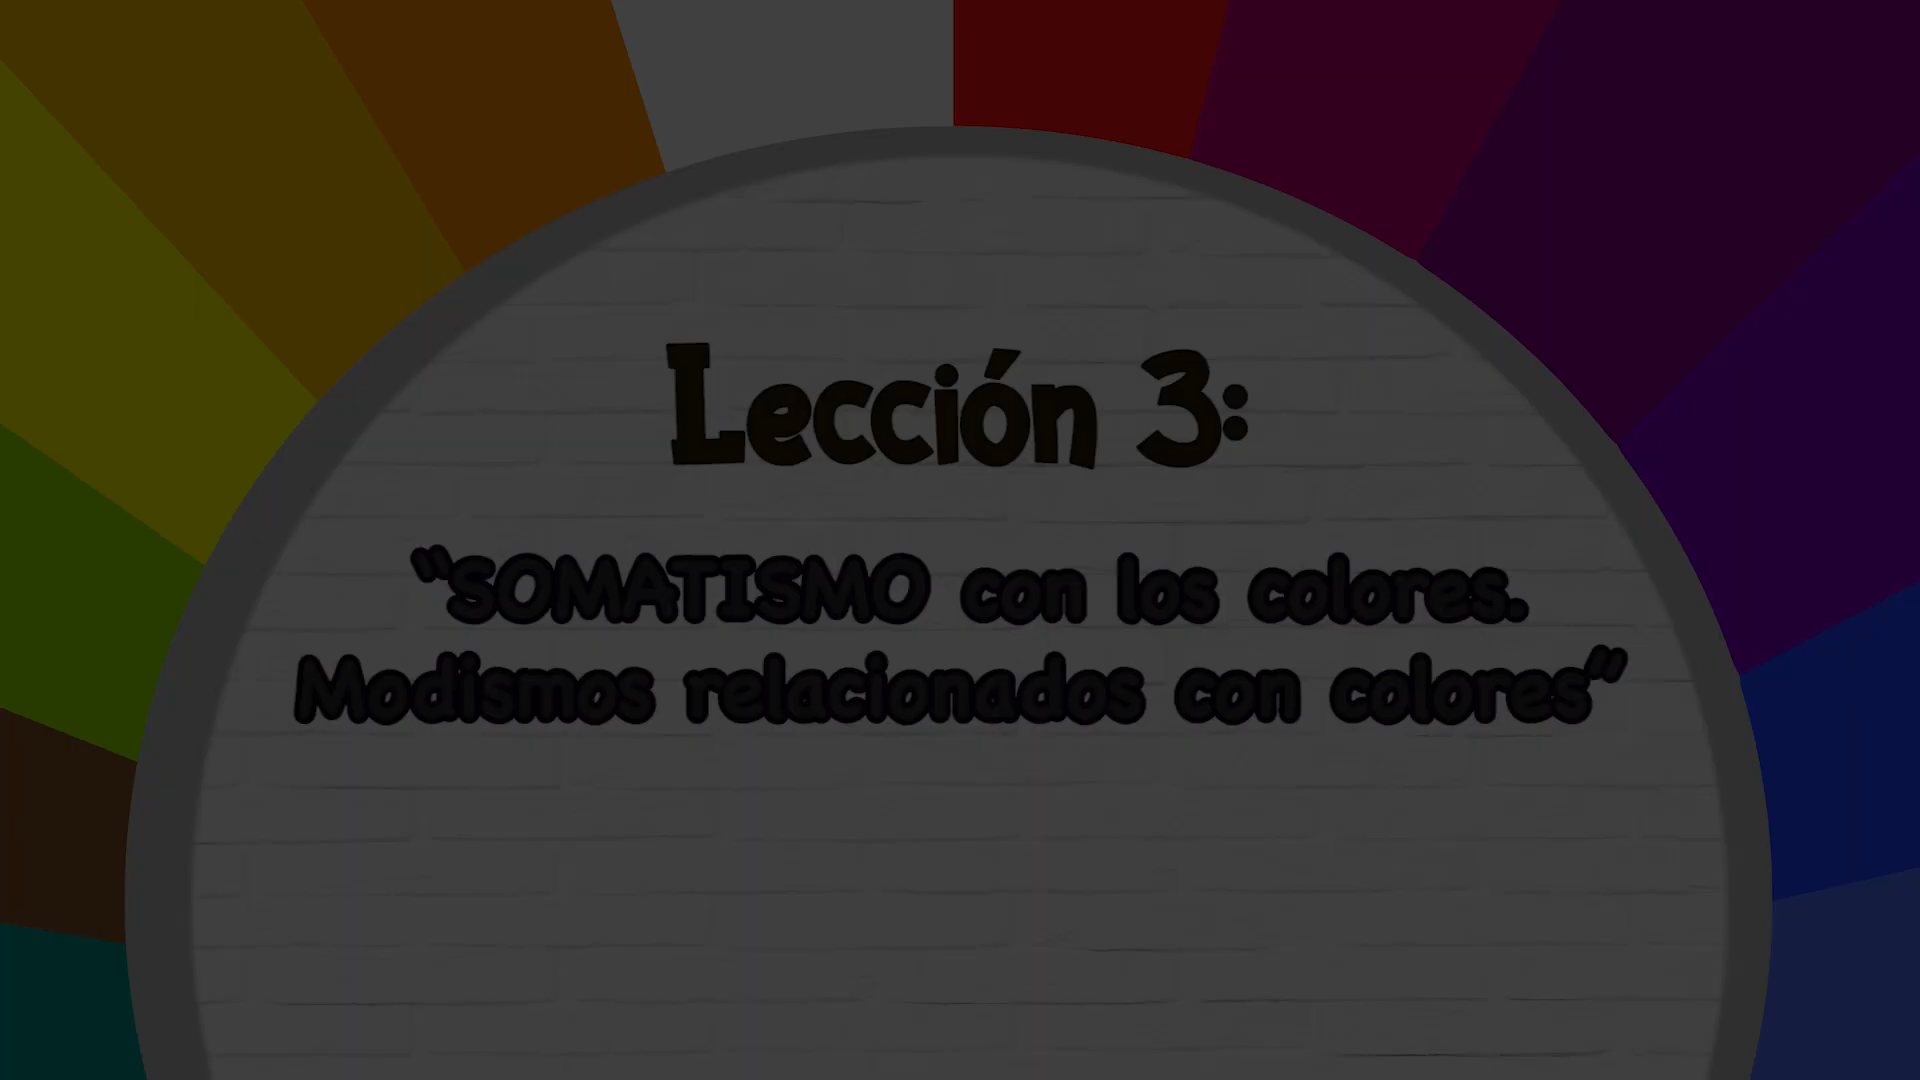 Lección 3:
“SOMATISMO con los colores.
Modismos relacionados con colores”